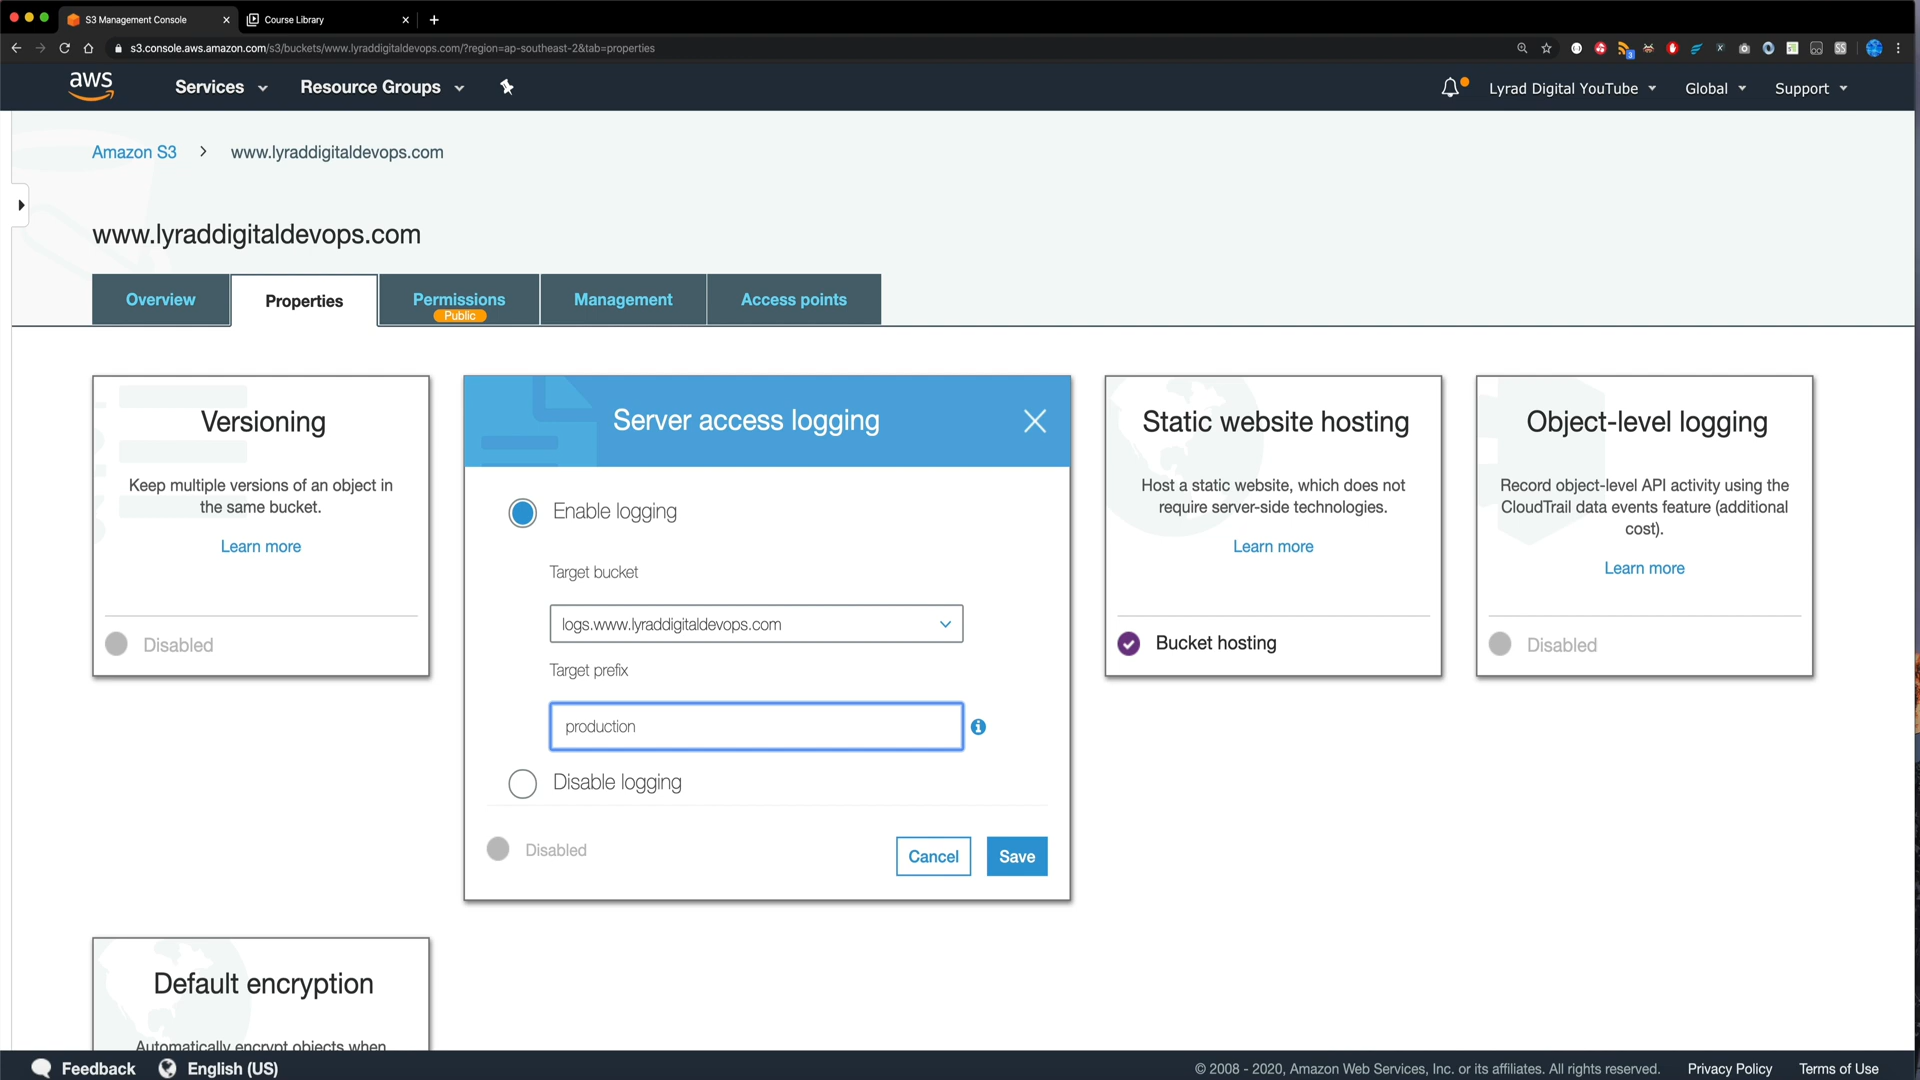 S3 Management Console
Course Library
s3.console.aws.amazon.com/s3/buckets/www.lyraddigitaldevops.com/?region=ap-southeast-2&tab=properties
aws
Services
Resource Groups
Lyrad Digital YouTube
Global
Support
Amazon S3
www.lyraddigitaldevops.com
www.lyraddigitaldevops.com
Overview
Properties
Permissions
Public
Management
Access points
Versioning
Keep multiple versions of an object in
the same bucket.
Learn more
Disabled
Server access logging
Enable logging
Target bucket
logs.www.lyraddigitaldevops.com
Target prefix
production
Disable logging
Disabled
Cancel
Save
Static website hosting
Host a static website, which does not
require server-side technologies.
Learn more
Bucket hosting
Object-level logging
Record object-level API activity using the
CloudTrail data events feature (additional
cost).
Learn more
Disabled
Default encryption
Automatically encrypt objects when
Feedback
English (US)
© 2008 - 2020, Amazon Web Services, Inc. or its affiliates. All rights reserved.
Privacy Policy
Terms of Use